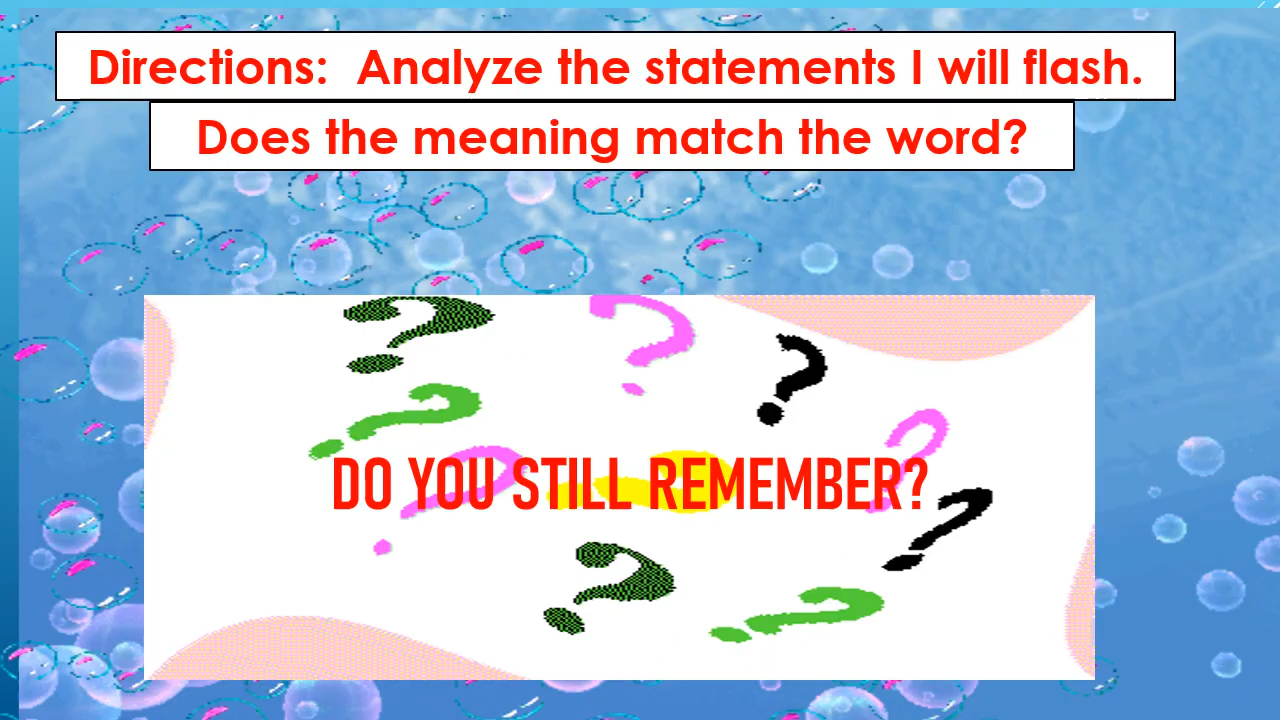 Directions:  Analyze the statements I will flash.
Does the meaning match the word?
DO YOU STILL REMEMBER?